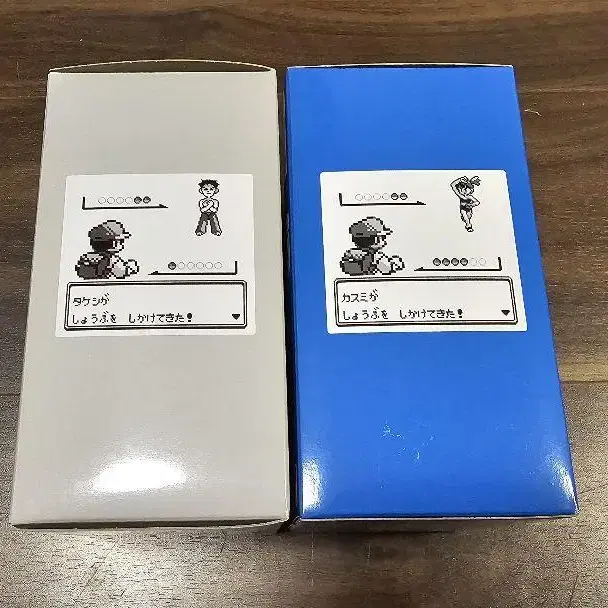 タケシが
しょうぶを しかけてきた!
カスミが
しょうぶを しかけてきた!